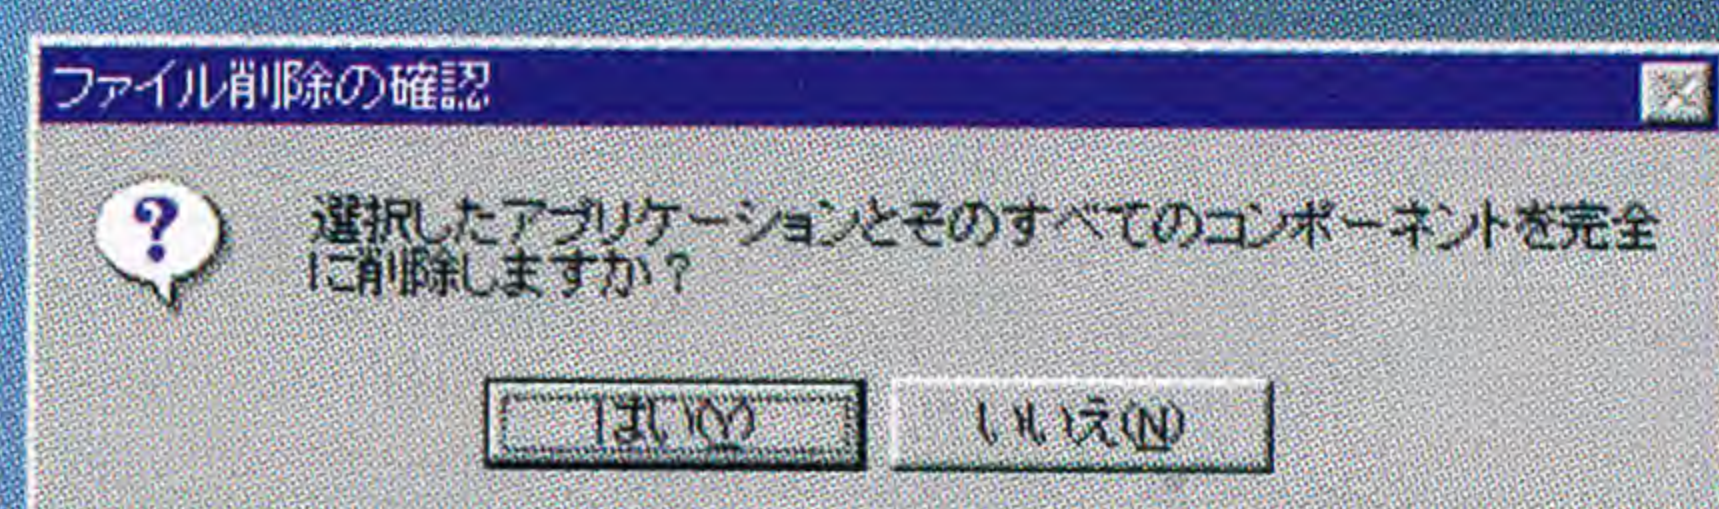 ファイル削除の確認
選択したアプリケーションとそのすべてのコンポーネントを完全
に削除しますか？
はい(Y)
いいえ(N)